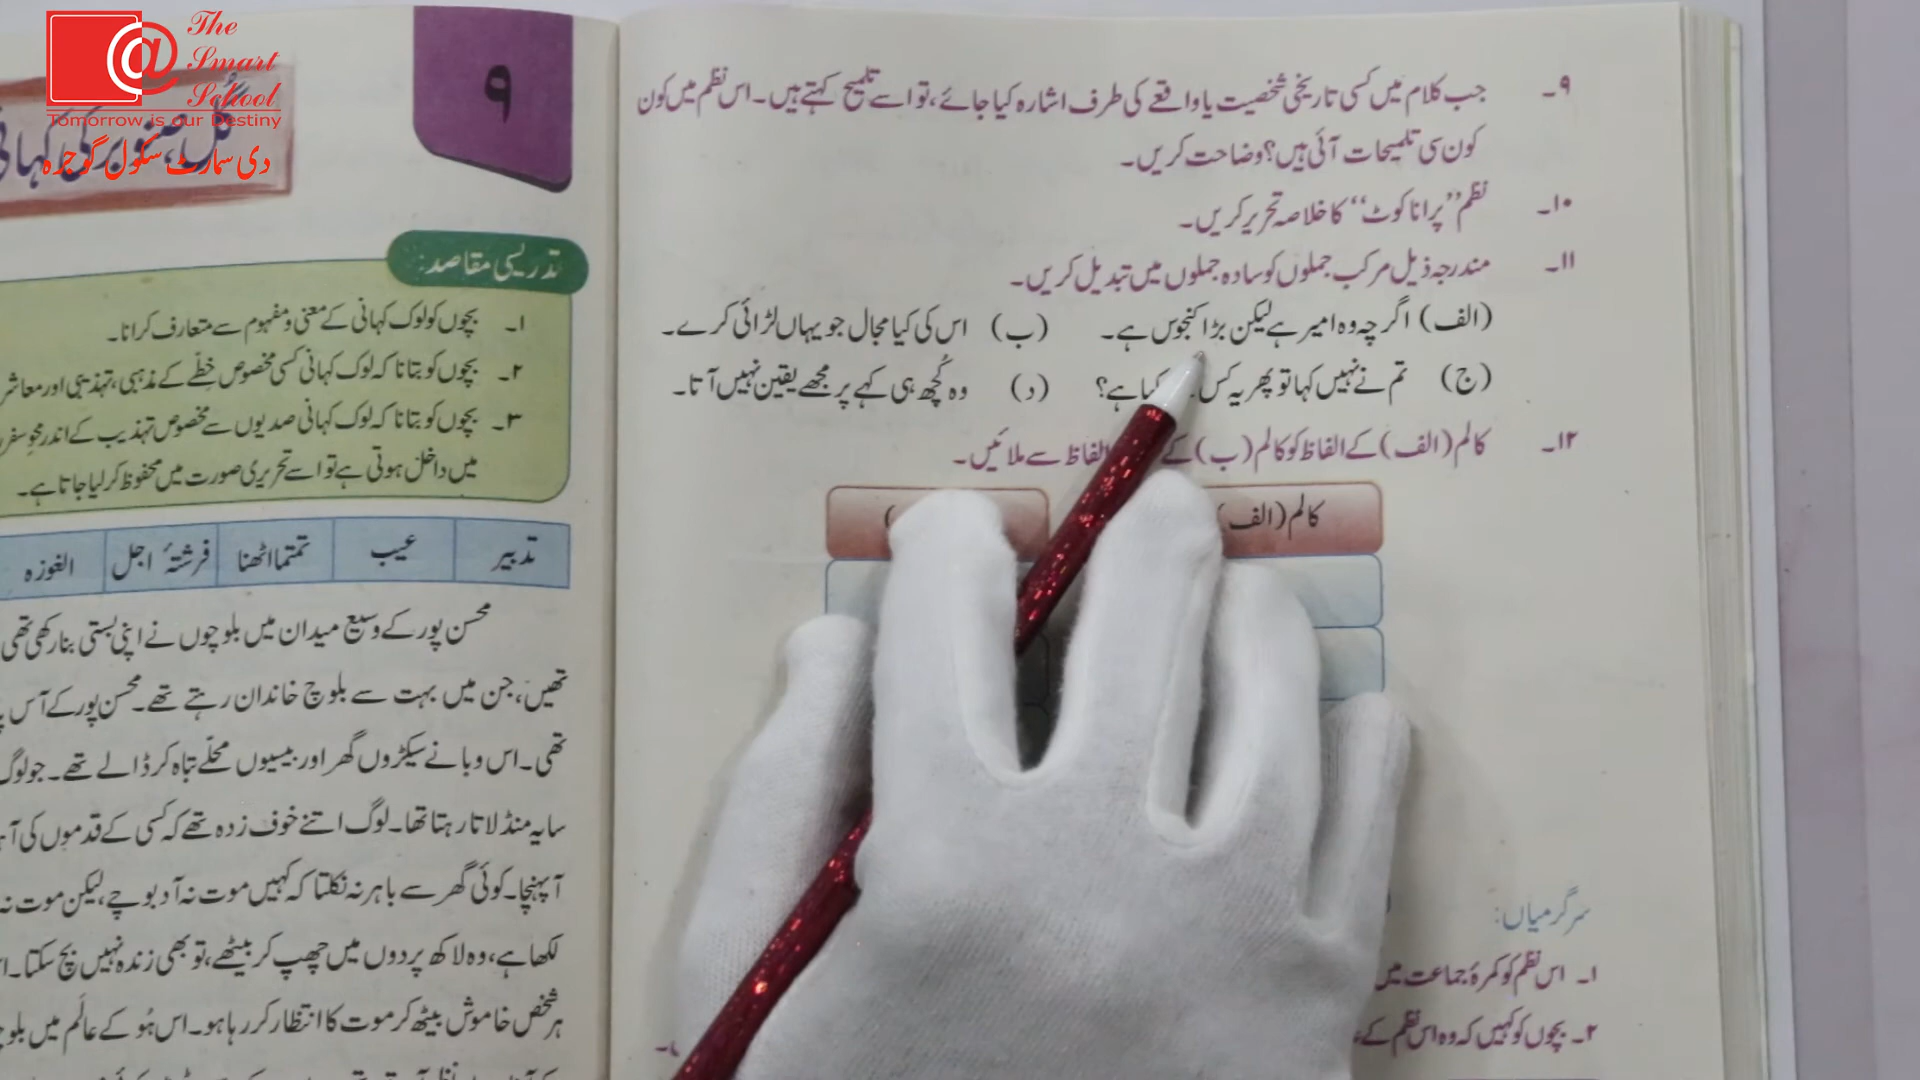 The
Smart
School
Tomorrow is our Destiny
دی سمارٹ سکول گوجرہ
۹
۹۔ جب کلام میں کسی تاریخی شخصیت یا واقعے کی طرف اشارہ کیا جائے، تو اسے تلمیح کہتے ہیں۔ اس نظم میں کون
کون سی تلمیحات آئی ہیں؟ وضاحت کریں۔
۱۰۔ نظم ”پرانا کوٹ“ کا خلاصہ تحریر کریں۔
۱۱۔ مندرجہ ذیل مرکب جملوں کو سادہ جملوں میں تبدیل کریں۔
(الف) اگرچہ وہ امیر ہے لیکن بڑا کنجوس ہے۔ (ب) اس کی کیا مجال جو یہاں لڑائی کرے۔
(ج) تم نے نہیں کہا تو پھر یہ کس کہا ہے؟ (د) وہ کُچھ ہی کہے پر مجھے یقین نہیں آتا۔
۱۲۔ کالم (الف) کے الفاظ کو کالم (ب) کے الفاظ سے ملائیں۔
کالم (الف)
سرگرمیاں:
۱۔ اس نظم کو کمرۂ جماعت میں
۲۔ بچوں کو کہیں کہ وہ اس نظم کے
گُل صنوبر کی کہانی
تدریسی مقاصد:
۱۔ بچوں کو لوک کہانی کے معنی و مفہوم سے متعارف کرانا۔
۲۔ بچوں کو بتانا کہ لوک کہانی کسی مخصوص خطّے کے مذہبی، تہذیبی اور
۳۔ بچوں کو بتانا کہ لوک کہانی صدیوں سے مخصوص تہذیب کے اندر محوِ سفر
میں داخل ہوتی ہے تو اسے تحریری صورت میں محفوظ کر لیا جاتا ہے۔
تدبیر عیب تمتما اٹھنا فرشتۂ اجل الغوزہ
محسن پور کے وسیع میدان میں بلوچوں نے اپنی بستی بنا رکھی تھی
تھیں، جن میں بہت سے بلوچ خاندان رہتے تھے۔ محسن پور کے آس
تھی۔ اس وبا نے سیکڑوں گھر اور بیسیوں محلّے تباہ کر ڈالے تھے۔ جو لوگ
سایہ منڈلاتا رہتا تھا۔ لوگ اتنے خوف زدہ تھے کہ کسی کے قدموں کی
آ پہنچا۔ کوئی گھر سے باہر نہ نکلتا کہ کہیں موت نہ آ دبوچے، لیکن موت نہ
لکھا ہے، وہ لاکھ پردوں میں چھپ کر بیٹھے، تو بھی زندہ نہیں بچ سکتا۔
ہر شخص خاموش بیٹھ کر موت کا انتظار کر رہا ہو۔ اس ہُو کے عالَم میں